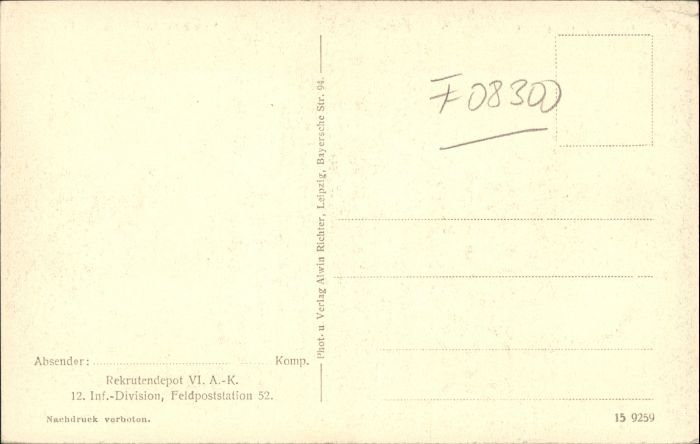 F 08300
Phot. u Verlag Alwin Richter, Leipzig, Bayersche Str. 94.
Absender: Komp.
Rekrutendepot VI. A.-K.
12. Inf.-Division, Feldpoststation 52.
Nachdruck verboten.
15 9259